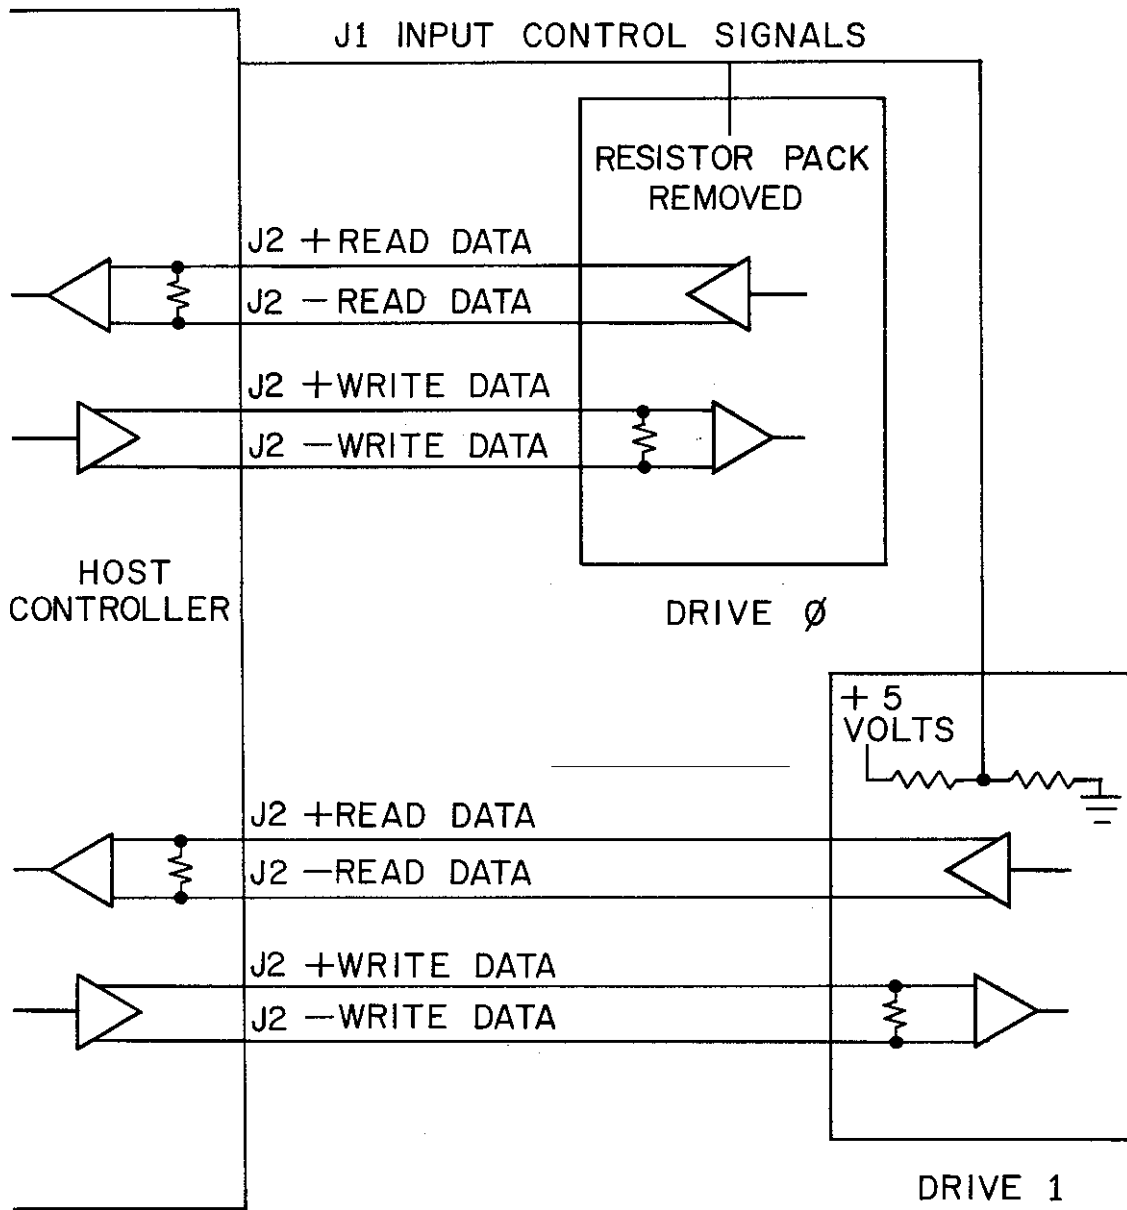 J1 INPUT CONTROL SIGNALS
RESISTOR PACK
REMOVED
J2 +READ DATA
J2 −READ DATA
J2 +WRITE DATA
J2 −WRITE DATA
HOST
CONTROLLER
DRIVE Ø
+ 5
VOLTS
J2 +READ DATA
J2 −READ DATA
J2 +WRITE DATA
J2 −WRITE DATA
DRIVE 1